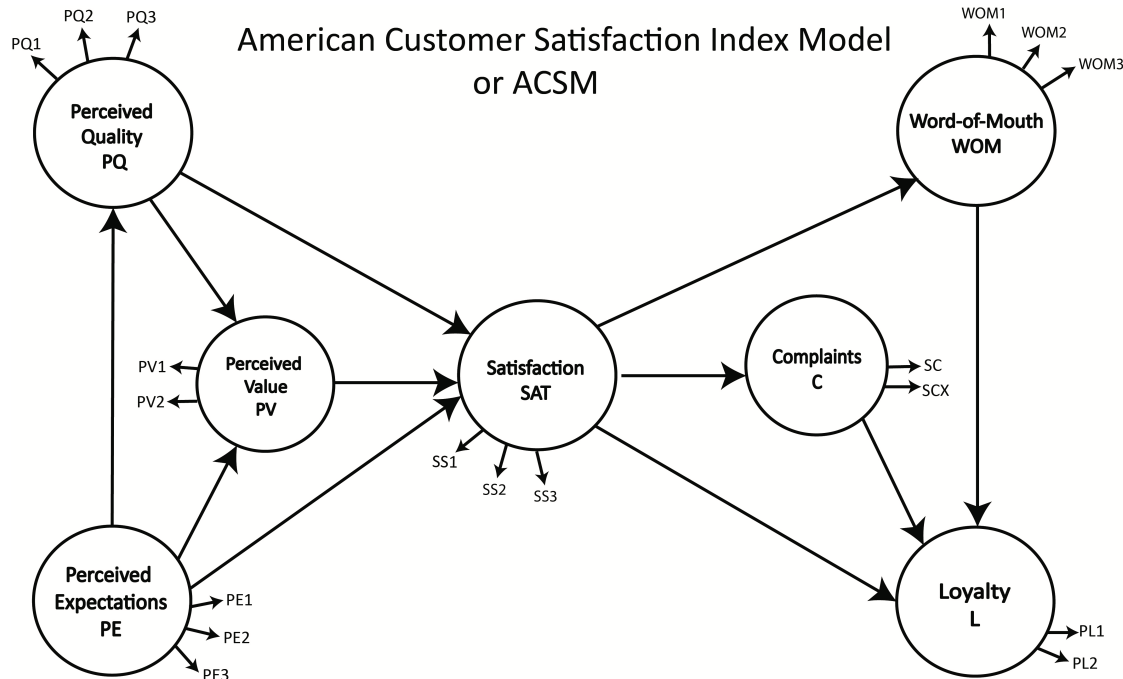 American Customer Satisfaction Index Model
or ACSM
PQ1
PQ2
PQ3
Perceived
Quality
PQ
WOM1
WOM2
WOM3
Word-of-Mouth
WOM
PV1
PV2
Perceived
Value
PV
Satisfaction
SAT
SS1
SS2
SS3
Complaints
C
SC
SCX
Perceived
Expectations
PE
PE1
PE2
PE3
Loyalty
L
PL1
PL2